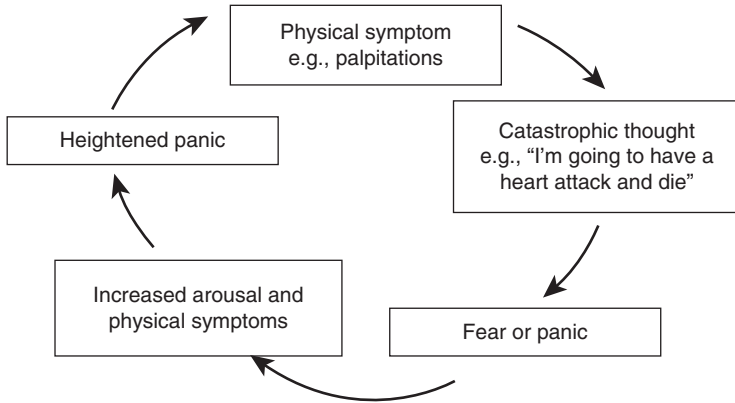 Physical symptom
e.g., palpitations
Catastrophic thought
e.g., “I’m going to have a
heart attack and die”
Fear or panic
Increased arousal and
physical symptoms
Heightened panic